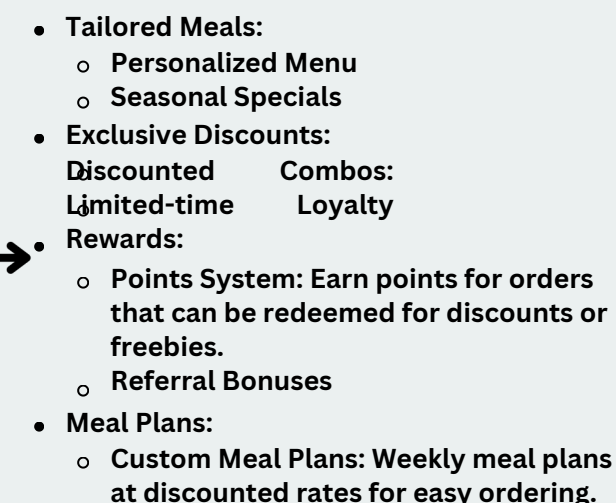 • Tailored Meals:
o Personalized Menu
o Seasonal Specials
• Exclusive Discounts:
o Discounted Combos:
o Limited-time Loyalty
• Rewards:
o Points System: Earn points for orders
that can be redeemed for discounts or
freebies.
o Referral Bonuses
• Meal Plans:
o Custom Meal Plans: Weekly meal plans
at discounted rates for easy ordering.